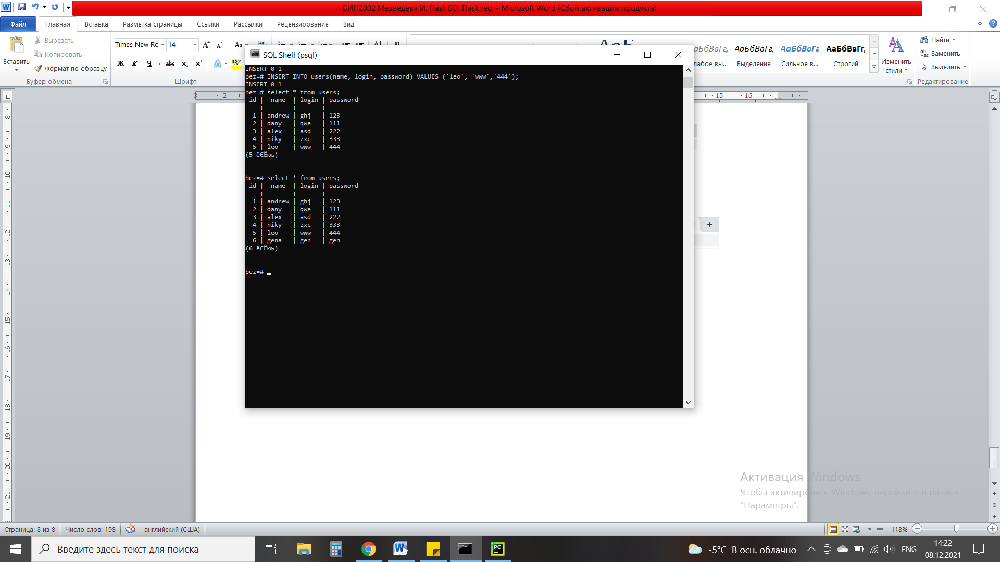 БИН2002 Медведева И. Flask BD, Flask reg - Microsoft Word (Сбой активации продукта)
Файл Главная Вставка Разметка страницы Ссылки Рассылки Рецензирование Вид
Вставить
Вырезать
Копировать
Формат по образцу
Буфер обмена
Times New Ro 14
Ж К Ч abc x₂ x²
Шрифт
АаБбВвГг, АаБбВвГг АаБбВвГг,
лабое вы... Выделение Сильное в... Строгий
Изменить стили
Найти
Заменить
Выделить
Редактирование
SQL Shell (psql)
INSERT 0 1
bez=# INSERT INTO users(name, login, password) VALUES ('leo', 'www','444');
INSERT 0 1
bez=# select * from users;
id | name | login | password
----+--------+-------+----------
1 | andrew | ghj | 123
2 | dany | qwe | 111
3 | alex | asd | 222
4 | niky | zxc | 333
5 | leo | www | 444
(5 ёЄЁюъ)
bez=# select * from users;
id | name | login | password
----+--------+-------+----------
1 | andrew | ghj | 123
2 | dany | qwe | 111
3 | alex | asd | 222
4 | niky | zxc | 333
5 | leo | www | 444
6 | gena | gen | gen
(6 ёЄЁюъ)
bez=#
Активация Windows
Чтобы активировать Windows, перейдите в раздел
"Параметры".
Страница: 8 из 8 Число слов: 198 английский (США) 118%
Введите здесь текст для поиска
-5°C В осн. облачно ENG 14:22
08.12.2021